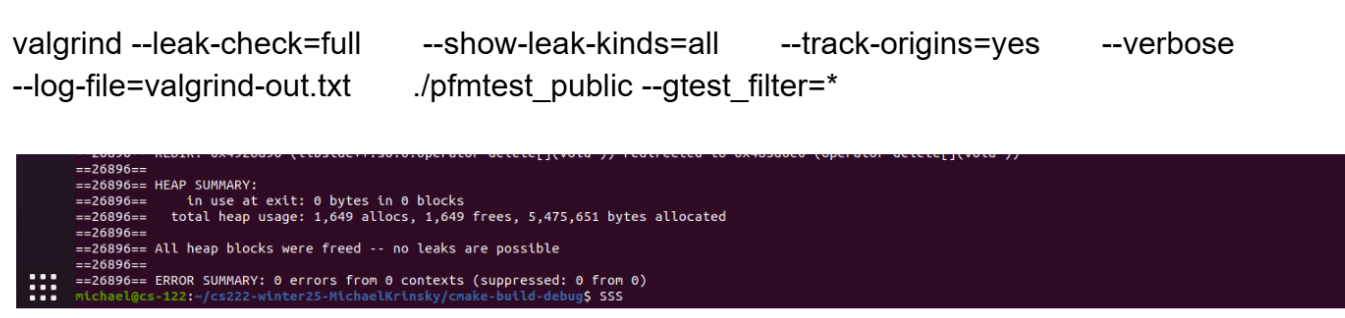 valgrind --leak-check=full --show-leak-kinds=all --track-origins=yes --verbose
--log-file=valgrind-out.txt ./pfmtest_public --gtest_filter=*
==26896==
==26896== HEAP SUMMARY:
==26896==     in use at exit: 0 bytes in 0 blocks
==26896==   total heap usage: 1,649 allocs, 1,649 frees, 5,475,651 bytes allocated
==26896==
==26896== All heap blocks were freed -- no leaks are possible
==26896==
==26896== ERROR SUMMARY: 0 errors from 0 contexts (suppressed: 0 from 0)
michael@cs-122:~/cs222-winter25-MichaelKrinsky/cmake-build-debug$ SSS